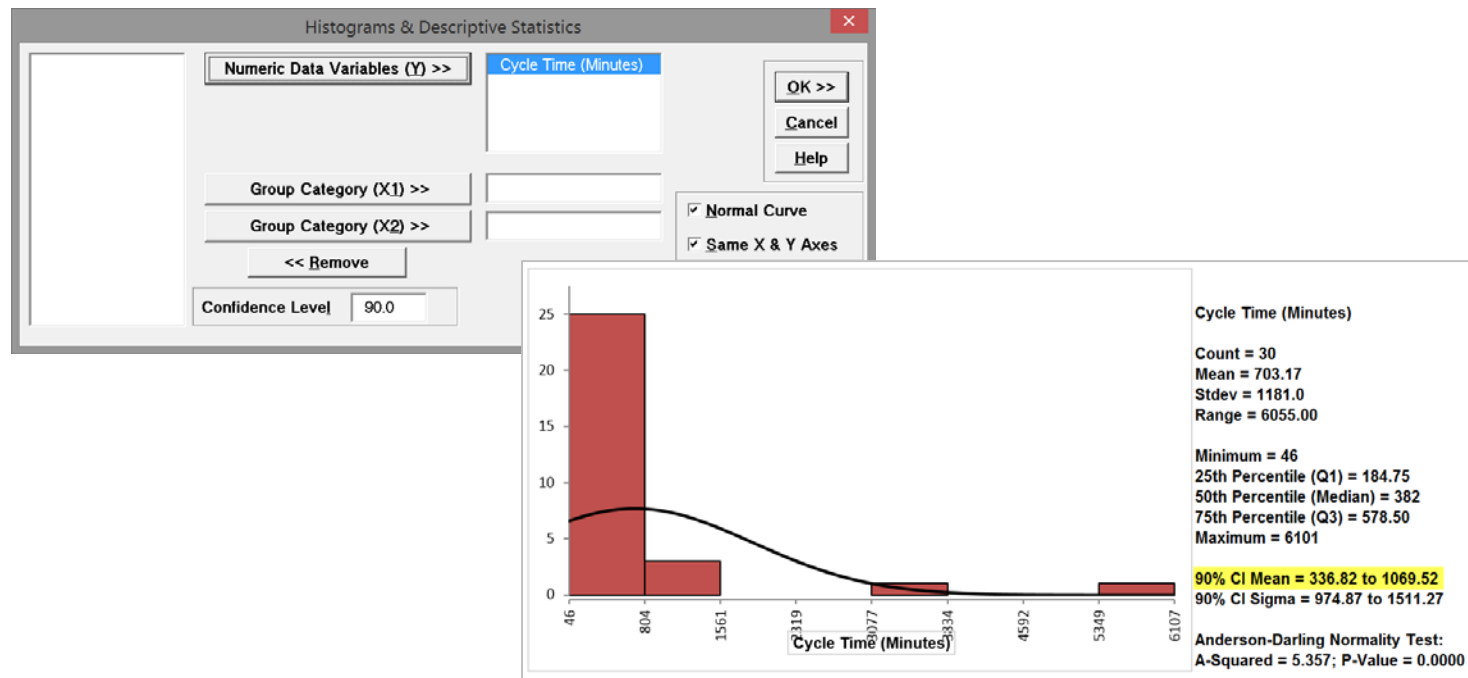 Histograms & Descriptive Statistics
Numeric Data Variables (Y) >>
Cycle Time (Minutes)
OK >>
Cancel
Help
Group Category (X1) >>
Group Category (X2) >>
<< Remove
Normal Curve
Same X & Y Axes
Confidence Level
90.0
25
20
15
10
5
0
46
804
1561
2319
3077
3834
4592
5349
6107
Cycle Time (Minutes)
Cycle Time (Minutes)
Count = 30
Mean = 703.17
Stdev = 1181.0
Range = 6055.00
Minimum = 46
25th Percentile (Q1) = 184.75
50th Percentile (Median) = 382
75th Percentile (Q3) = 578.50
Maximum = 6101
90% CI Mean = 336.82 to 1069.52
90% CI Sigma = 974.87 to 1511.27
Anderson-Darling Normality Test:
A-Squared = 5.357; P-Value = 0.0000